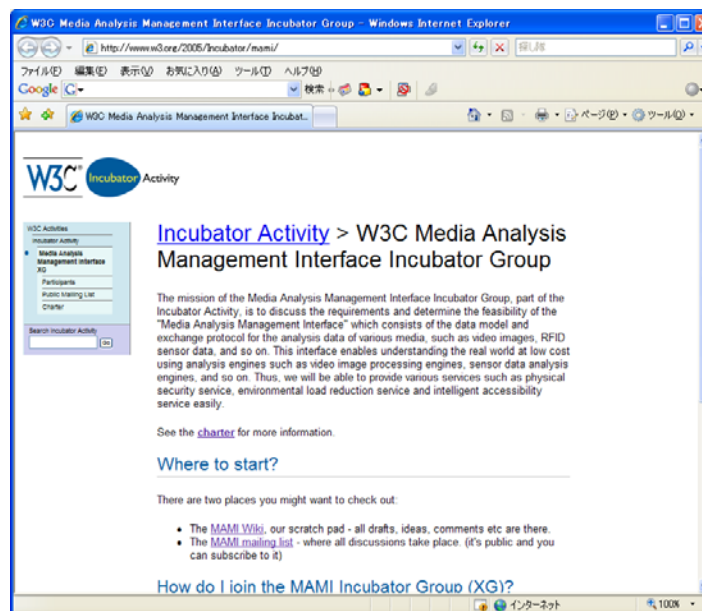 W3C Media Analysis Management Interface Incubator Group - Windows Internet Explorer
http://www.w3.org/2005/Incubator/mami/
ファイル(F) 編集(E) 表示(V) お気に入り(A) ツール(T) ヘルプ(H)
Google
検索
W3C Media Analysis Management Interface Incubat...
ページ(P) ツール(O)
W3C Incubator Activity
W3C Activities
Incubator Activity
Media Analysis
Management Interface
XG
Participants
Public Mailing List
Charter
Search Incubator Activity
Go
Incubator Activity > W3C Media Analysis
Management Interface Incubator Group
The mission of the Media Analysis Management Interface Incubator Group, part of the
Incubator Activity, is to discuss the requirements and determine the feasibility of the
"Media Analysis Management Interface" which consists of the data model and
exchange protocol for the analysis data of various media, such as video images, RFID
sensor data, and so on. This interface enables understanding the real world at low cost
using analysis engines such as video image processing engines, sensor data analysis
engines, and so on. Thus, we will be able to provide various services such as physical
security service, environmental load reduction service and intelligent accessibility
service easily.
See the charter for more information.
Where to start?
There are two places you might want to check out:
The MAMI Wiki, our scratch pad - all drafts, ideas, comments etc are there.
The MAMI mailing list - where all discussions take place. (it's public and you
can subscribe to it)
How do I join the MAMI Incubator Group (XG)?
インターネット
100%